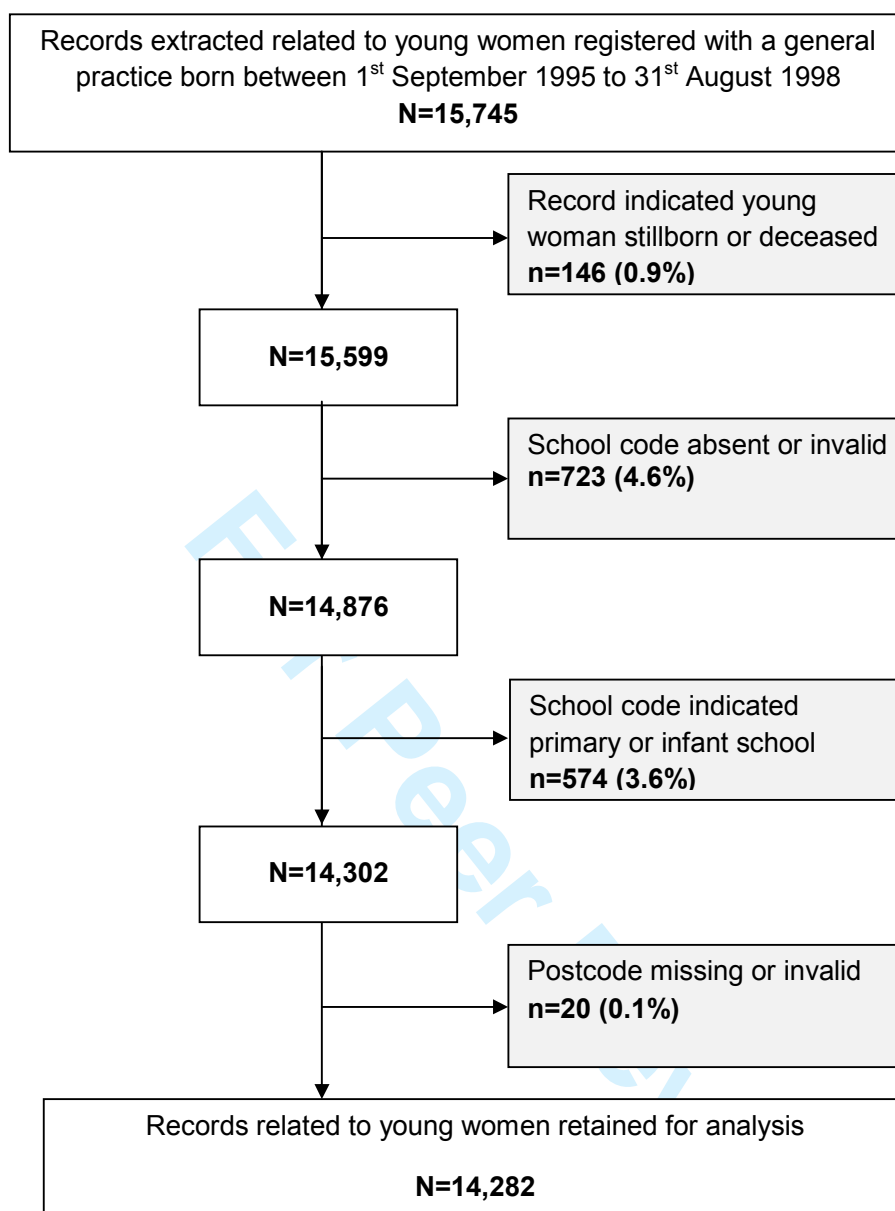 Records extracted related to young women registered with a general
practice born between 1st September 1995 to 31st August 1998
N=15,745
Record indicated young
woman stillborn or deceased
n=146 (0.9%)
N=15,599
School code absent or invalid
n=723 (4.6%)
N=14,876
School code indicated
primary or infant school
n=574 (3.6%)
N=14,302
Postcode missing or invalid
n=20 (0.1%)
Records related to young women retained for analysis
N=14,282
Peer